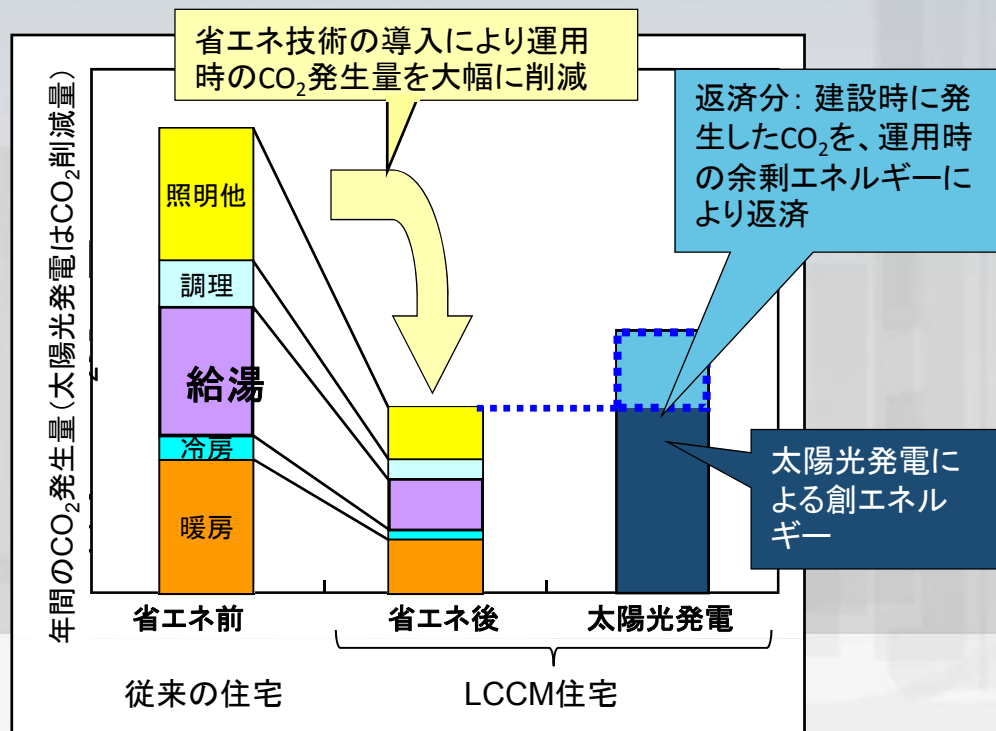 省エネ技術の導入により運用
時のCO₂発生量を大幅に削減
返済分：建設時に発
生したCO₂を、運用時
の余剰エネルギーに
より返済
年間のCO₂発生量（太陽光発電はCO₂削減量）
照明他
調理
給湯
冷房
暖房
太陽光発電に
よる創エネル
ギー
省エネ前
省エネ後
太陽光発電
従来の住宅
LCCM住宅